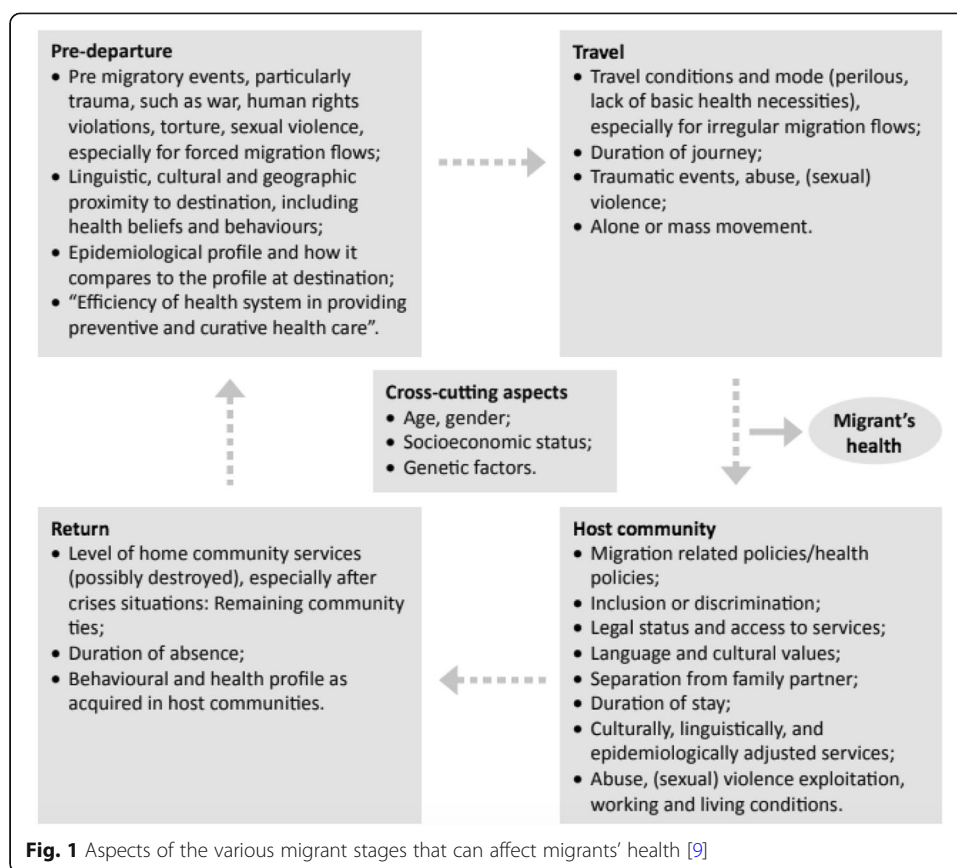 Pre-departure
• Pre migratory events, particularly
trauma, such as war, human rights
violations, torture, sexual violence,
especially for forced migration flows;
• Linguistic, cultural and geographic
proximity to destination, including
health beliefs and behaviours;
• Epidemiological profile and how it
compares to the profile at destination;
• “Efficiency of health system in providing
preventive and curative health care”.
Travel
• Travel conditions and mode (perilous,
lack of basic health necessities),
especially for irregular migration flows;
• Duration of journey;
• Traumatic events, abuse, (sexual)
violence;
• Alone or mass movement.
Cross-cutting aspects
• Age, gender;
• Socioeconomic status;
• Genetic factors.
Migrant’s
health
Return
• Level of home community services
(possibly destroyed), especially after
crises situations: Remaining community
ties;
• Duration of absence;
• Behavioural and health profile as
acquired in host communities.
Host community
• Migration related policies/health
policies;
• Inclusion or discrimination;
• Legal status and access to services;
• Language and cultural values;
• Separation from family partner;
• Duration of stay;
• Culturally, linguistically, and
epidemiologically adjusted services;
• Abuse, (sexual) violence exploitation,
working and living conditions.
Fig. 1 Aspects of the various migrant stages that can affect migrants’ health [9]